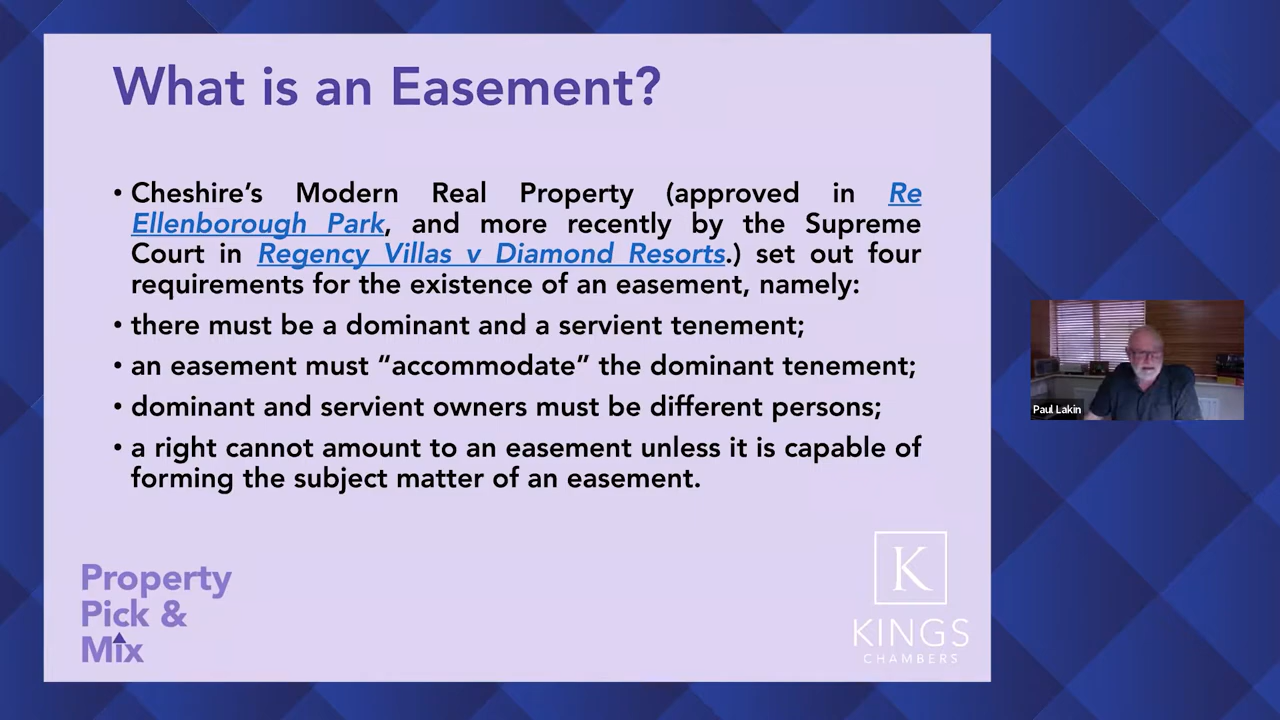 What is an Easement?
• Cheshire’s Modern Real Property (approved in Re
Ellenborough Park, and more recently by the Supreme
Court in Regency Villas v Diamond Resorts.) set out four
requirements for the existence of an easement, namely:
• there must be a dominant and a servient tenement;
• an easement must “accommodate” the dominant tenement;
• dominant and servient owners must be different persons;
• a right cannot amount to an easement unless it is capable of
forming the subject matter of an easement.
Property
Pick &
Mix
K
KINGS
CHAMBERS
Paul Lakin